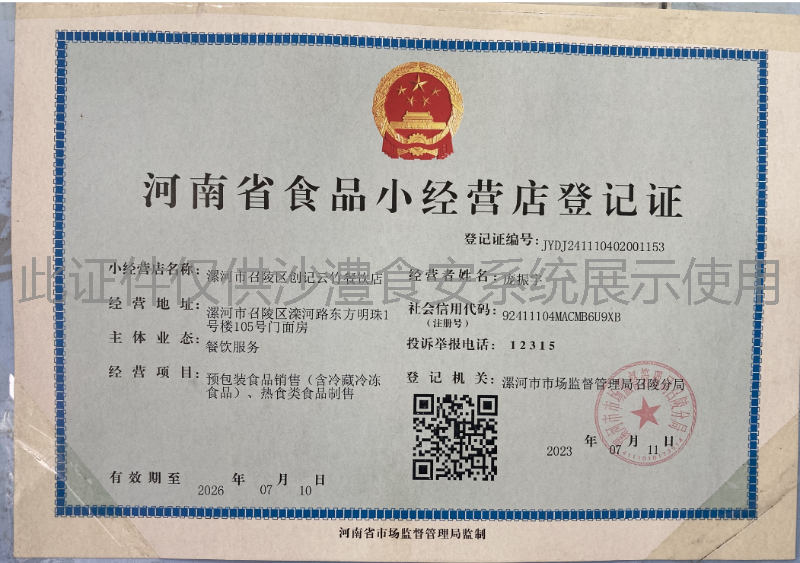 河南省食品小经营店登记证
登记证编号: JYDJ241110402001153
小经营店名称: 漯河市召陵区创记云竹餐饮店
经营者姓名: 庞振宇
此证件仅供沙澧食安系统展示使用
经营地址: 漯河市召陵区滦河路东方明珠1
号楼105号门面房
社会信用代码: 92411104MACMB6U9XB
(注册号)
主体业态: 餐饮服务
投诉举报电话: 12315
经营项目: 预包装食品销售(含冷藏冷冻
食品)、热食类食品制售
登记机关: 漯河市市场监督管理局召陵分局
2023 年 07 月 11 日
有效期至 2026 年 07 月 10 日
河南省市场监督管理局监制